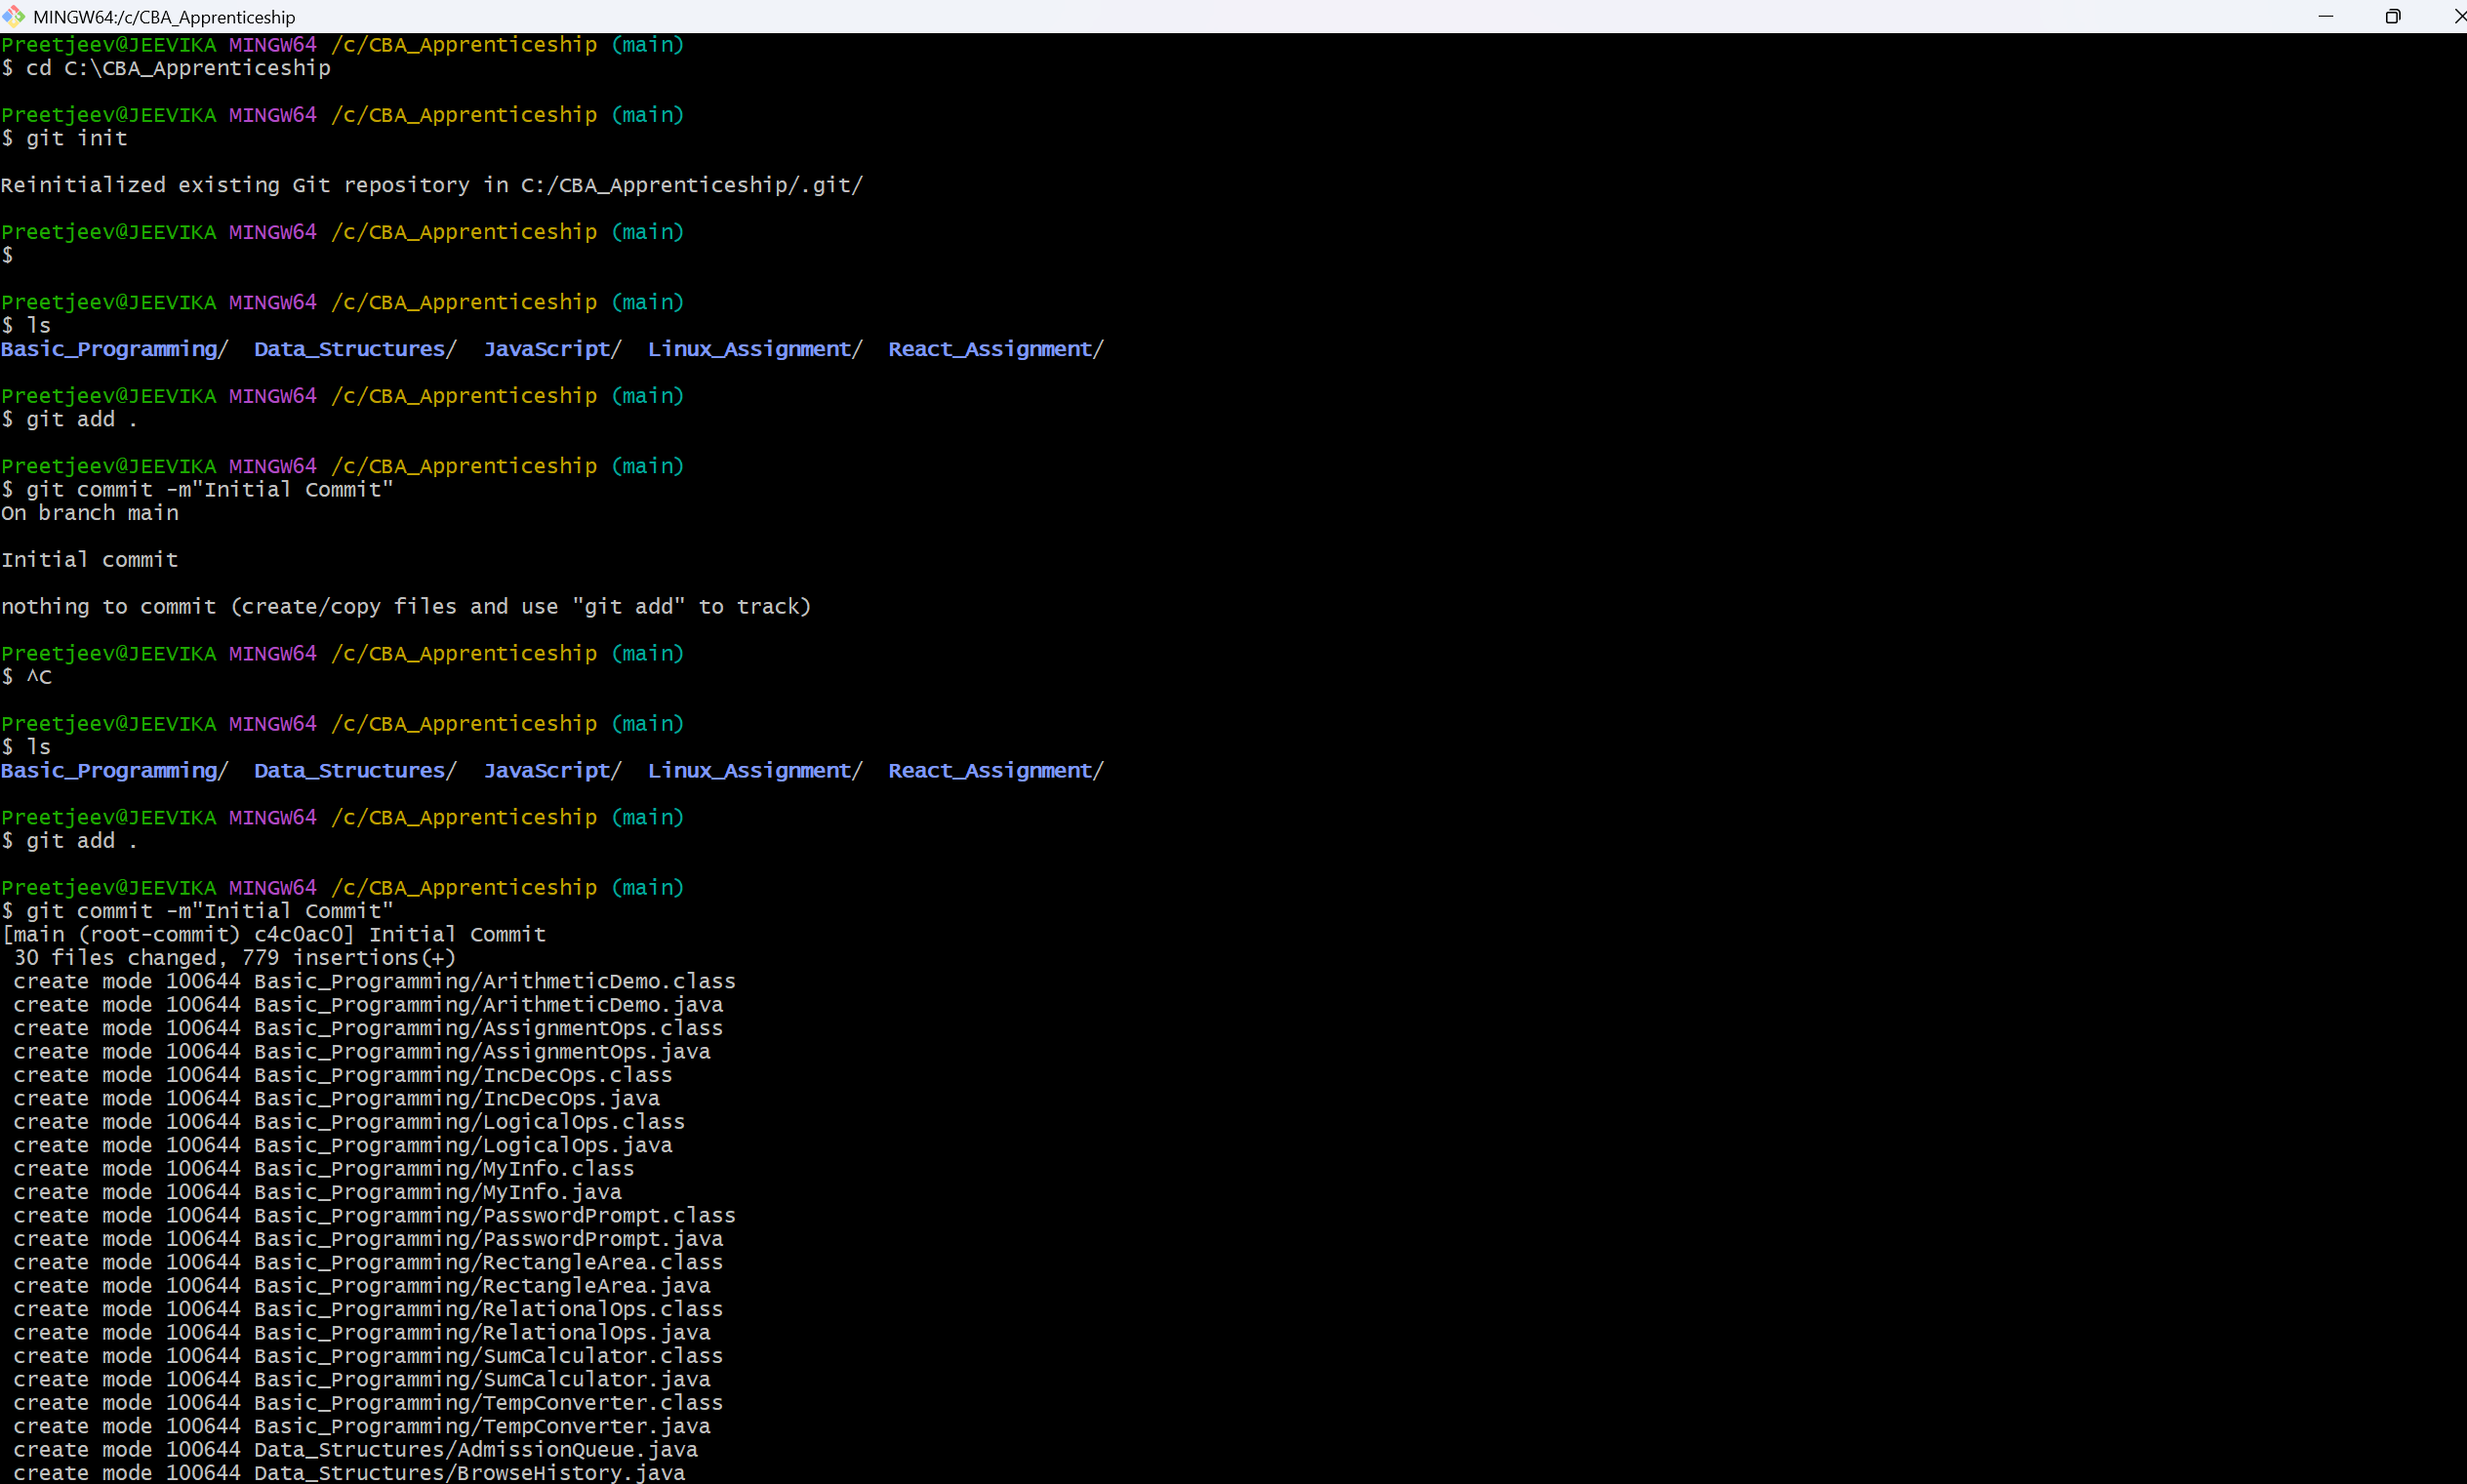 MINGW64:/c/CBA_Apprenticeship
Preetjeev@JEEVIKA MINGW64 /c/CBA_Apprenticeship (main)
$ cd C:\CBA_Apprenticeship
Preetjeev@JEEVIKA MINGW64 /c/CBA_Apprenticeship (main)
$ git init
Reinitialized existing Git repository in C:/CBA_Apprenticeship/.git/
Preetjeev@JEEVIKA MINGW64 /c/CBA_Apprenticeship (main)
$
Preetjeev@JEEVIKA MINGW64 /c/CBA_Apprenticeship (main)
$ ls
Basic_Programming/  Data_Structures/  JavaScript/  Linux_Assignment/  React_Assignment/
Preetjeev@JEEVIKA MINGW64 /c/CBA_Apprenticeship (main)
$ git add .
Preetjeev@JEEVIKA MINGW64 /c/CBA_Apprenticeship (main)
$ git commit -m"Initial Commit"
On branch main
Initial commit
nothing to commit (create/copy files and use "git add" to track)
Preetjeev@JEEVIKA MINGW64 /c/CBA_Apprenticeship (main)
$ ^C
Preetjeev@JEEVIKA MINGW64 /c/CBA_Apprenticeship (main)
$ ls
Basic_Programming/  Data_Structures/  JavaScript/  Linux_Assignment/  React_Assignment/
Preetjeev@JEEVIKA MINGW64 /c/CBA_Apprenticeship (main)
$ git add .
Preetjeev@JEEVIKA MINGW64 /c/CBA_Apprenticeship (main)
$ git commit -m"Initial Commit"
[main (root-commit) c4c0ac0] Initial Commit
 30 files changed, 779 insertions(+)
 create mode 100644 Basic_Programming/ArithmeticDemo.class
 create mode 100644 Basic_Programming/ArithmeticDemo.java
 create mode 100644 Basic_Programming/AssignmentOps.class
 create mode 100644 Basic_Programming/AssignmentOps.java
 create mode 100644 Basic_Programming/IncDecOps.class
 create mode 100644 Basic_Programming/IncDecOps.java
 create mode 100644 Basic_Programming/LogicalOps.class
 create mode 100644 Basic_Programming/LogicalOps.java
 create mode 100644 Basic_Programming/MyInfo.class
 create mode 100644 Basic_Programming/MyInfo.java
 create mode 100644 Basic_Programming/PasswordPrompt.class
 create mode 100644 Basic_Programming/PasswordPrompt.java
 create mode 100644 Basic_Programming/RectangleArea.class
 create mode 100644 Basic_Programming/RectangleArea.java
 create mode 100644 Basic_Programming/RelationalOps.class
 create mode 100644 Basic_Programming/RelationalOps.java
 create mode 100644 Basic_Programming/SumCalculator.class
 create mode 100644 Basic_Programming/SumCalculator.java
 create mode 100644 Basic_Programming/TempConverter.class
 create mode 100644 Basic_Programming/TempConverter.java
 create mode 100644 Data_Structures/AdmissionQueue.java
 create mode 100644 Data_Structures/BrowseHistory.java